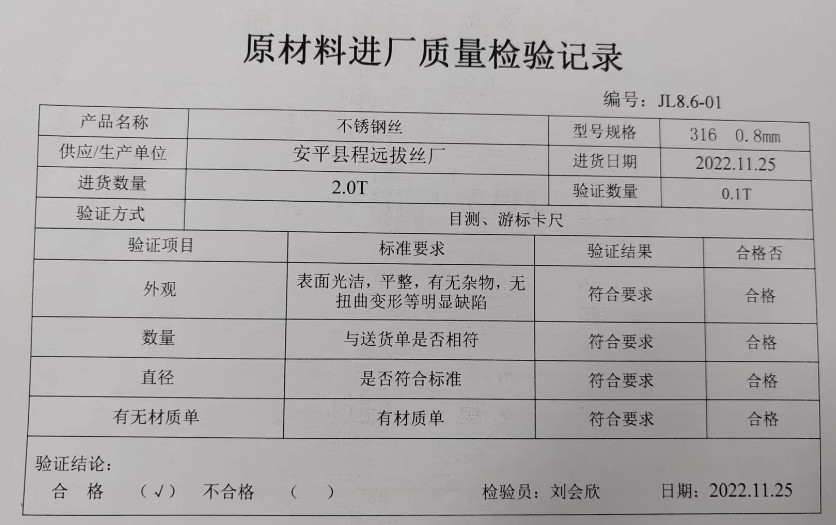 原材料进厂质量检验记录
编号：JL8.6-01
产品名称 不锈钢丝 型号规格 316 0.8mm
供应/生产单位 安平县程远拔丝厂 进货日期 2022.11.25
进货数量 2.0T 验证数量 0.1T
验证方式 目测、游标卡尺
验证项目 标准要求 验证结果 合格否
外观 表面光洁，平整，有无杂物，无
扭曲变形等明显缺陷 符合要求 合格
数量 与送货单是否相符 符合要求 合格
直径 是否符合标准 符合要求 合格
有无材质单 有材质单 符合要求 合格
验证结论：
合 格 （√） 不合格 （ ） 检验员：刘会欣 日期：2022.11.25